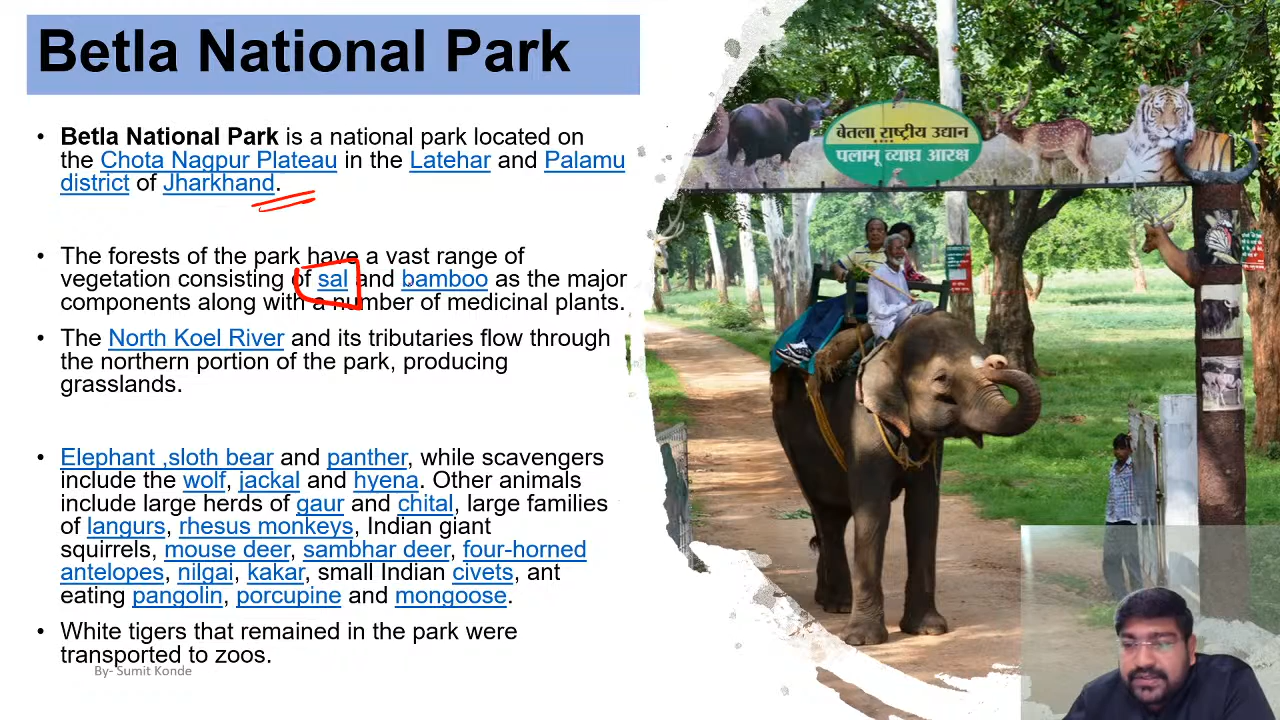 Betla National Park
• Betla National Park is a national park located on
the Chota Nagpur Plateau in the Latehar and Palamu
district of Jharkhand.
• The forests of the park have a vast range of
vegetation consisting of sal and bamboo as the major
components along with a number of medicinal plants.
• The North Koel River and its tributaries flow through
the northern portion of the park, producing
grasslands.
• Elephant ,sloth bear and panther, while scavengers
include the wolf, jackal and hyena. Other animals
include large herds of gaur and chital, large families
of langurs, rhesus monkeys, Indian giant
squirrels, mouse deer, sambhar deer, four-horned
antelopes, nilgai, kakar, small Indian civets, ant
eating pangolin, porcupine and mongoose.
• White tigers that remained in the park were
transported to zoos.
By- Sumit Konde
बेतला राष्ट्रीय उद्यान
पलामू व्याघ्र आरक्ष